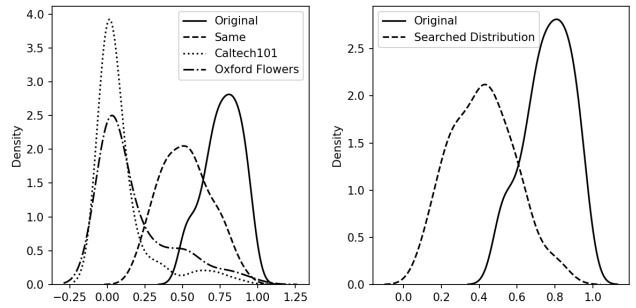 Original
Same
Caltech101
Oxford Flowers
Density
4.0
3.5
3.0
2.5
2.0
1.5
1.0
0.5
0.0
−0.25 0.00 0.25 0.50 0.75 1.00 1.25
Original
Searched Distribution
Density
2.5
2.0
1.5
1.0
0.5
0.0
0.0 0.2 0.4 0.6 0.8 1.0